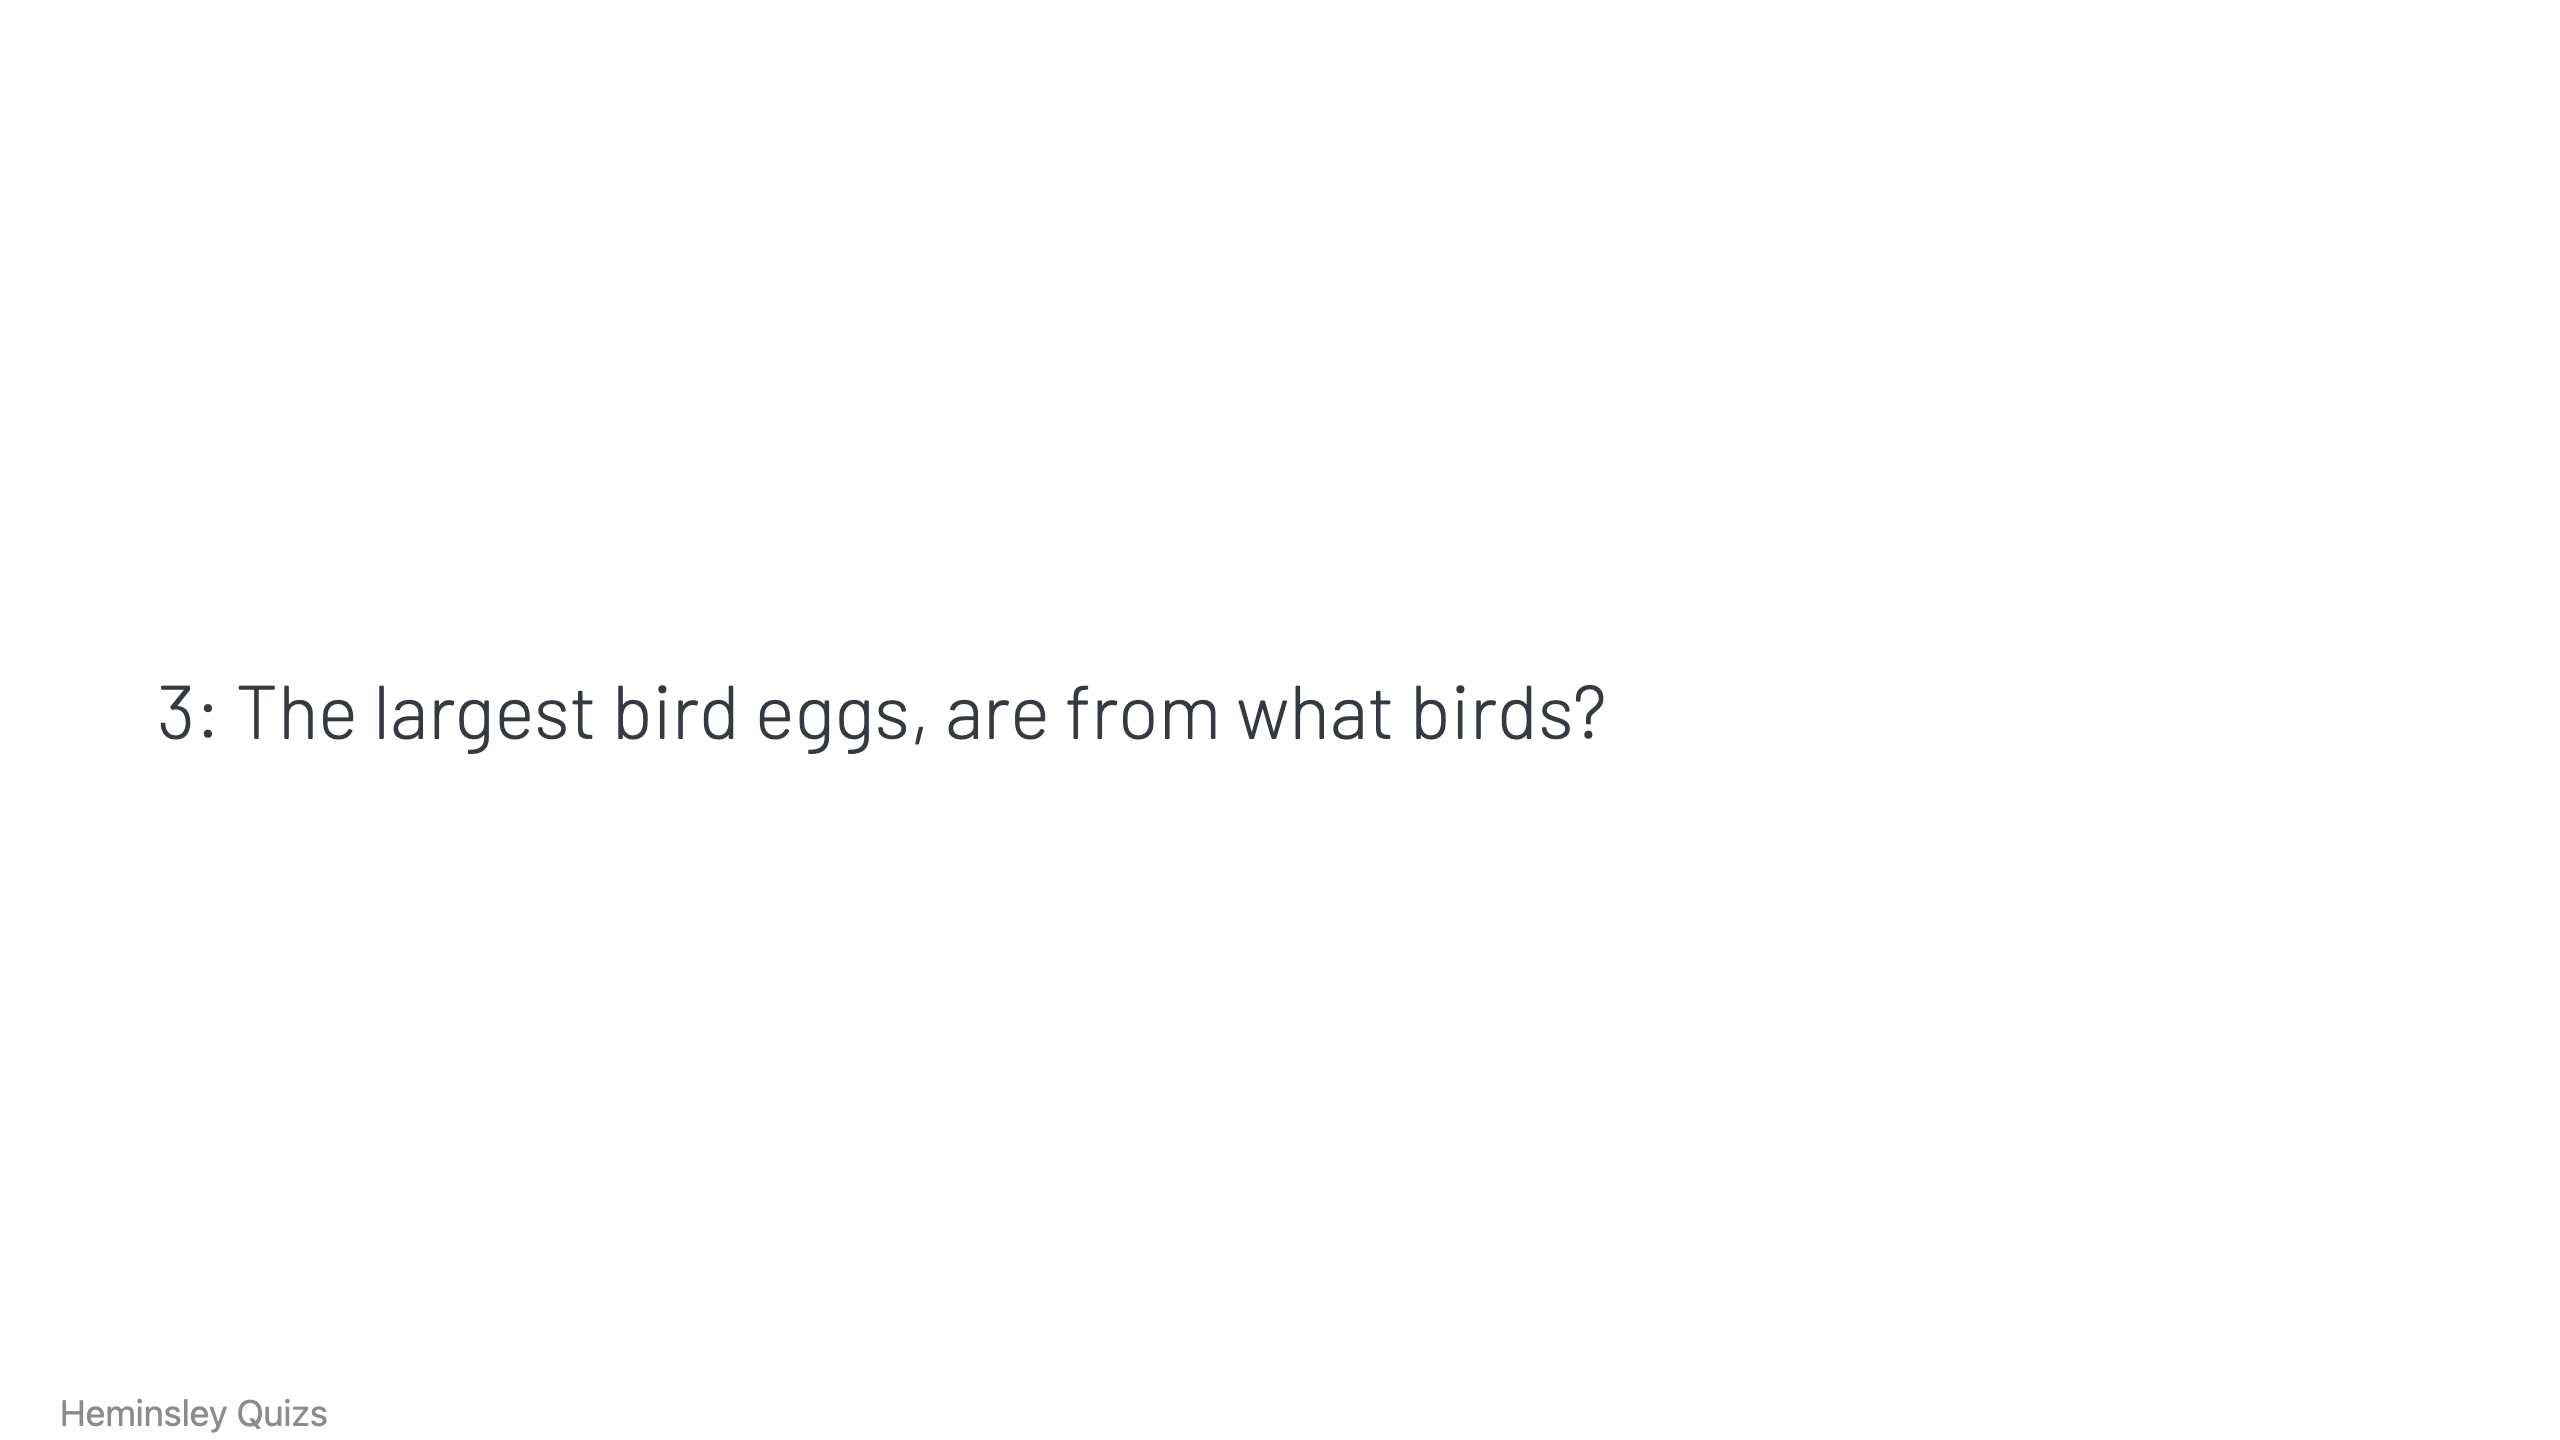 3: The largest bird eggs, are from what birds?
Heminsley Quizs